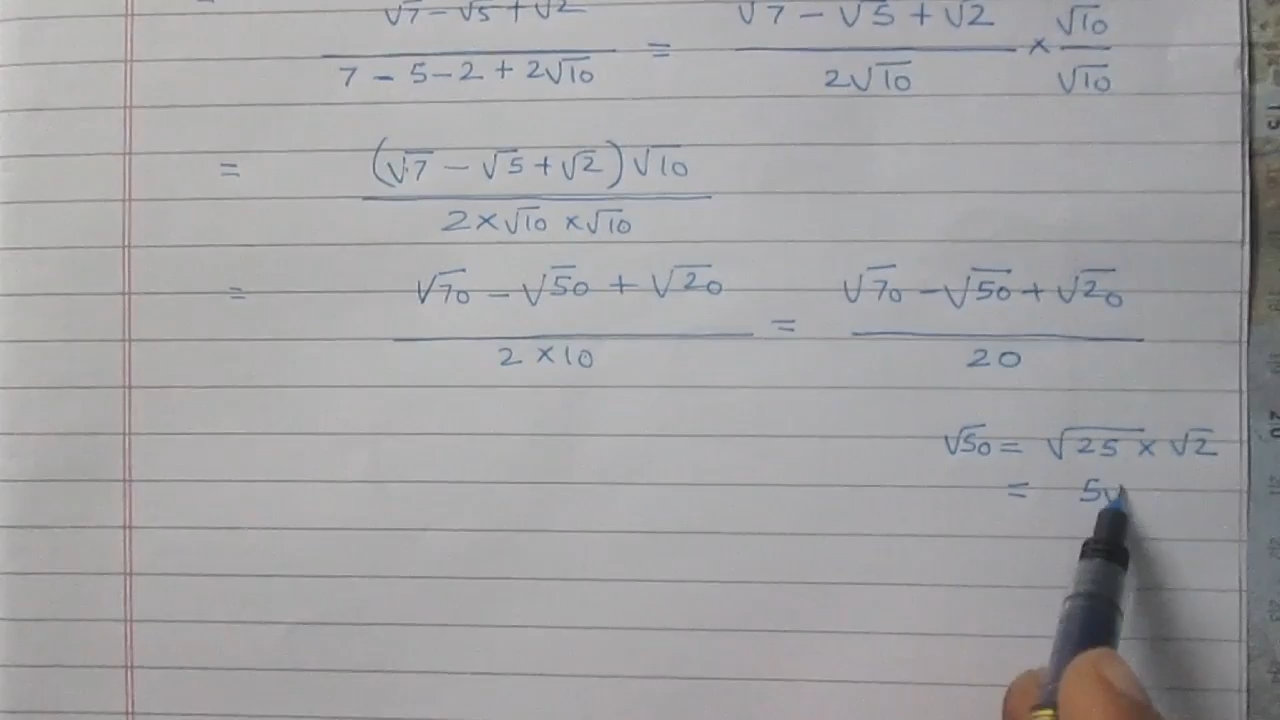 √7 - √5 + √2 / 7 - 5 - 2 + 2√10 = √7 - √5 + √2 / 2√10 × √10 / √10
= (√7 - √5 + √2)√10 / 2 × √10 × √10
= √70 - √50 + √20 / 2 × 10 = √70 - √50 + √20 / 20
√50 = √25 × √2
= 5√